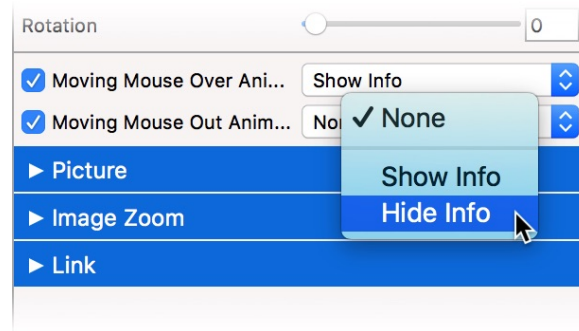 Rotation 0
Moving Mouse Over Ani... Show Info
Moving Mouse Out Anim...
✓ None
Show Info
Hide Info
▶ Picture
▶ Image Zoom
▶ Link